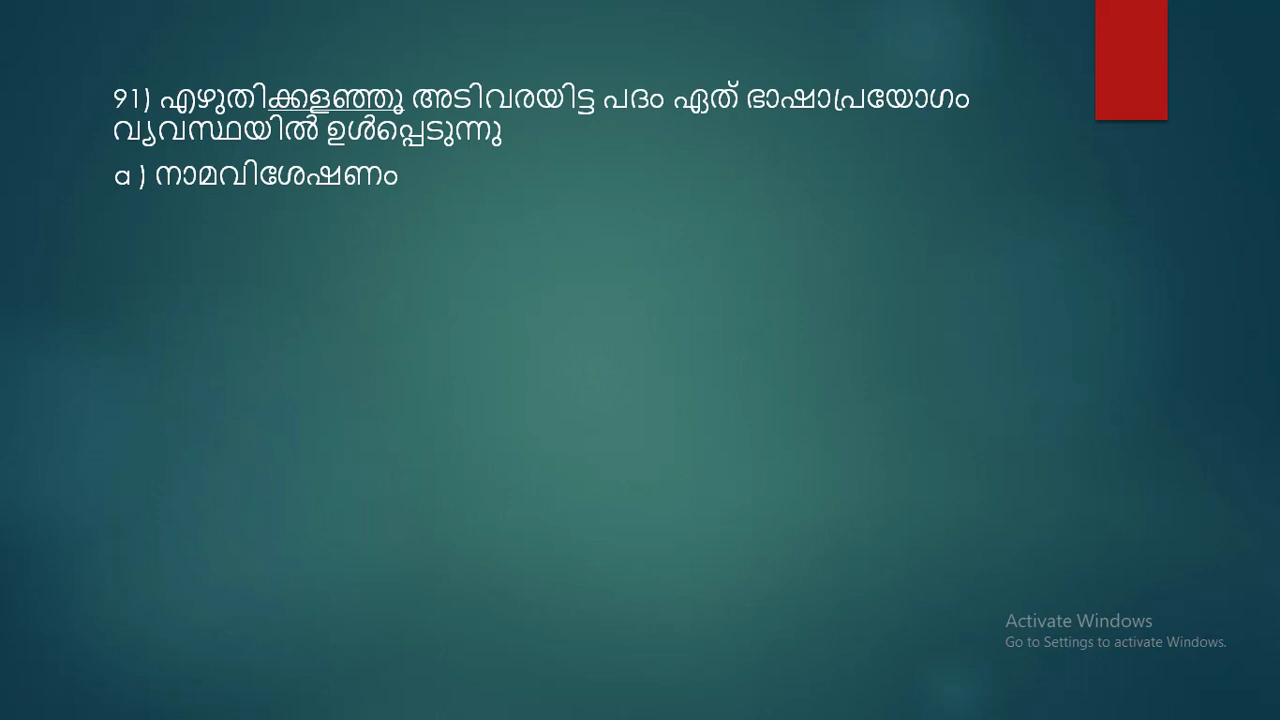 91) എഴുതിക്കളഞ്ഞൂ അടിവരയിട്ട പദം ഏത് ഭാഷാപ്രയോഗം
വ്യവസ്ഥയിൽ ഉൾപ്പെടുന്നു
a ) നാമവിശേഷണം
Activate Windows
Go to Settings to activate Windows.